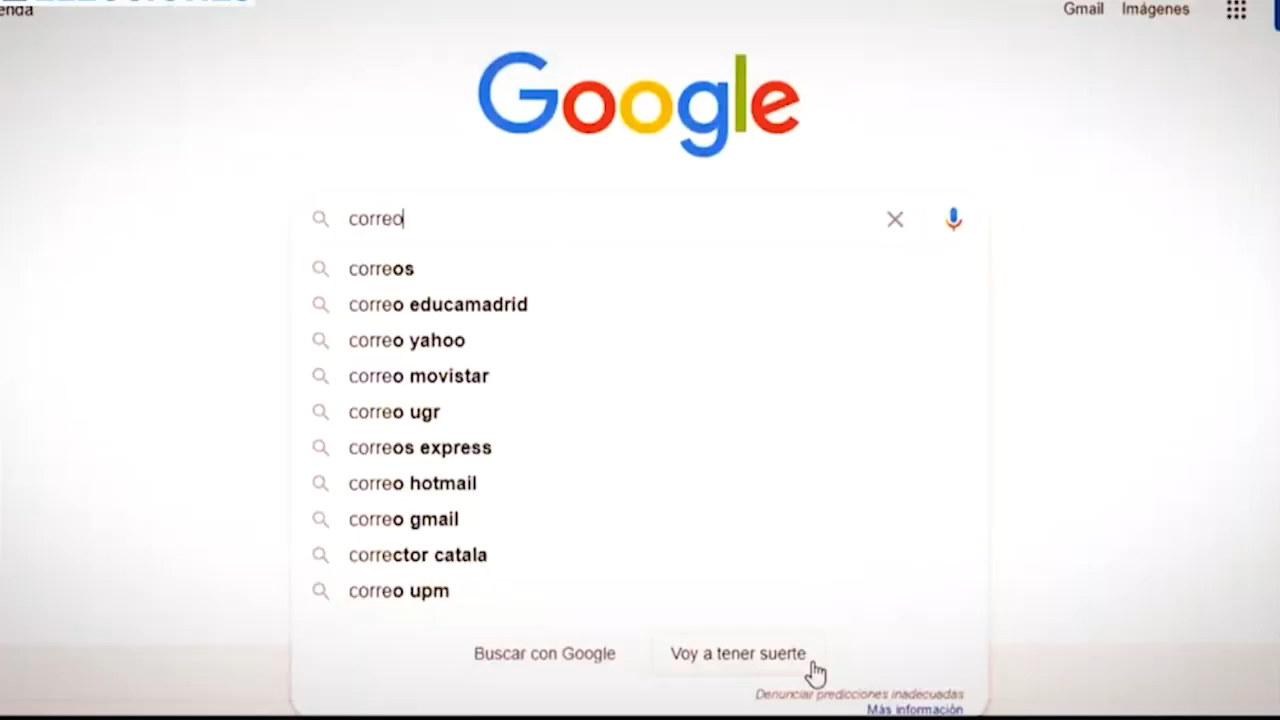 enda
Gmail Imágenes
Google
correo
correos
correo educamadrid
correo yahoo
correo movistar
correo ugr
correos express
correo hotmail
correo gmail
corrector catala
correo upm
Buscar con Google Voy a tener suerte
Denunciar predicciones inadecuadas
Más información